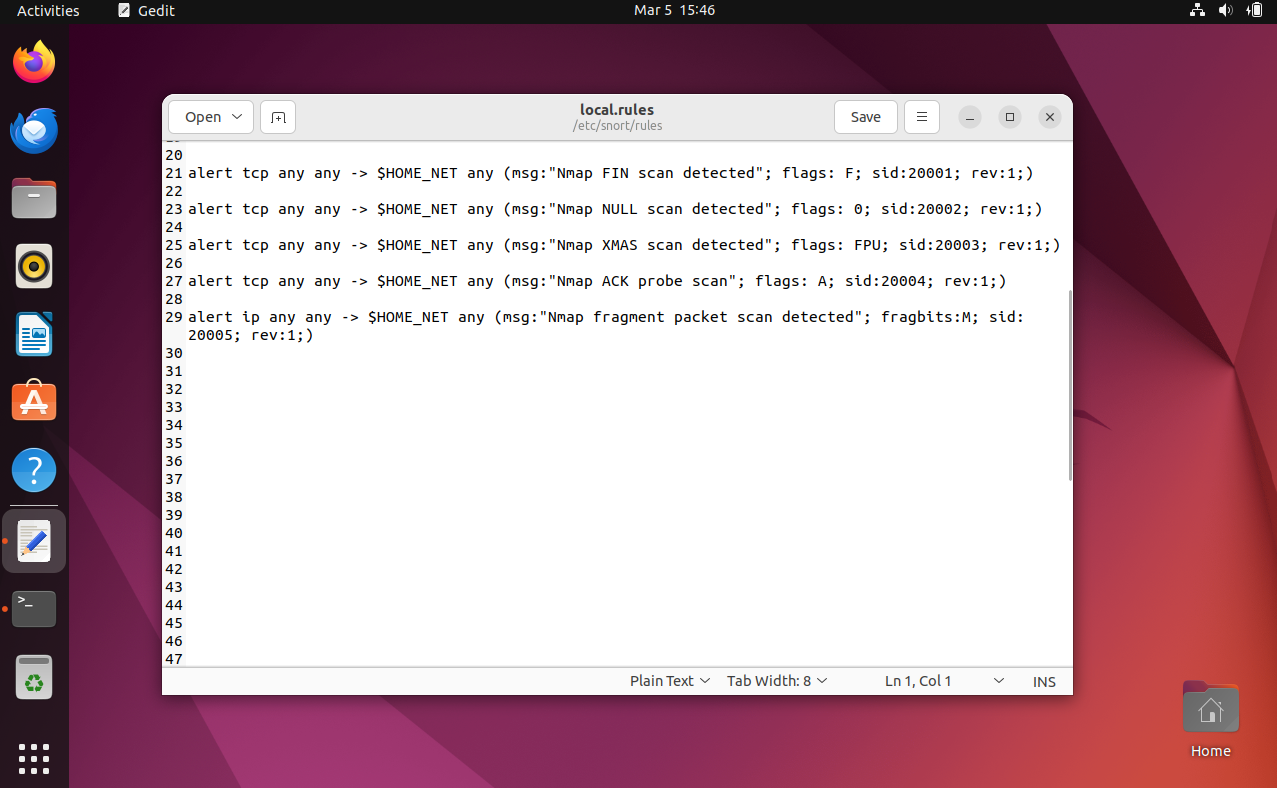 Activities
Gedit
Mar 5 15:46
Open
local.rules
/etc/snort/rules
Save
20
21 alert tcp any any -> $HOME_NET any (msg:"Nmap FIN scan detected"; flags: F; sid:20001; rev:1;)
22
23 alert tcp any any -> $HOME_NET any (msg:"Nmap NULL scan detected"; flags: 0; sid:20002; rev:1;)
24
25 alert tcp any any -> $HOME_NET any (msg:"Nmap XMAS scan detected"; flags: FPU; sid:20003; rev:1;)
26
27 alert tcp any any -> $HOME_NET any (msg:"Nmap ACK probe scan"; flags: A; sid:20004; rev:1;)
28
29 alert ip any any -> $HOME_NET any (msg:"Nmap fragment packet scan detected"; fragbits:M; sid:
20005; rev:1;)
30
31
32
33
34
35
36
37
38
39
40
41
42
43
44
45
46
47
Plain Text
Tab Width: 8
Ln 1, Col 1
INS
Home